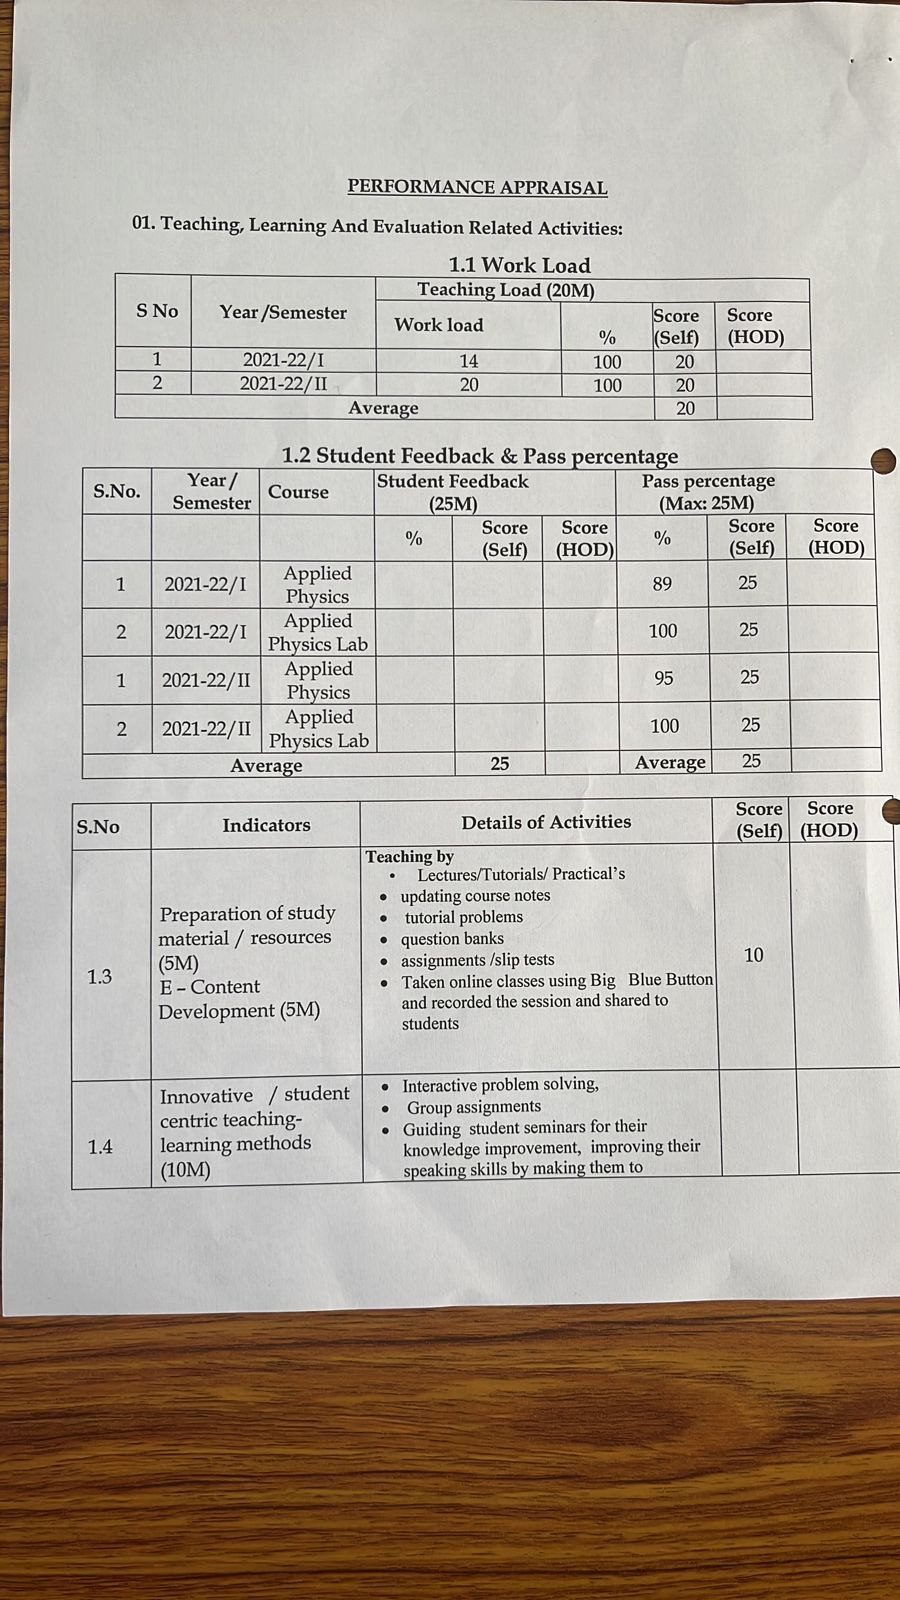 PERFORMANCE APPRAISAL
01. Teaching, Learning And Evaluation Related Activities:
1.1 Work Load
S No Year /Semester Teaching Load (20M)
Work load % Score (Self) Score (HOD)
1 2021-22/I 14 100 20
2 2021-22/II 20 100 20
Average 20
1.2 Student Feedback & Pass percentage
S.No. Year / Semester Course Student Feedback (25M) Pass percentage (Max: 25M)
% Score (Self) Score (HOD) % Score (Self) Score (HOD)
1 2021-22/I Applied Physics 89 25
2 2021-22/I Applied Physics Lab 100 25
1 2021-22/II Applied Physics 95 25
2 2021-22/II Applied Physics Lab 100 25
Average 25 Average 25
S.No Indicators Details of Activities Score (Self) Score (HOD)
1.3
Preparation of study
material / resources
(5M)
E – Content
Development (5M)
Teaching by
• Lectures/Tutorials/ Practical's
• updating course notes
• tutorial problems
• question banks
• assignments /slip tests
• Taken online classes using Big Blue Button
and recorded the session and shared to
students
10
1.4
Innovative / student
centric teaching-
learning methods
(10M)
• Interactive problem solving,
• Group assignments
• Guiding student seminars for their
knowledge improvement, improving their
speaking skills by making them to